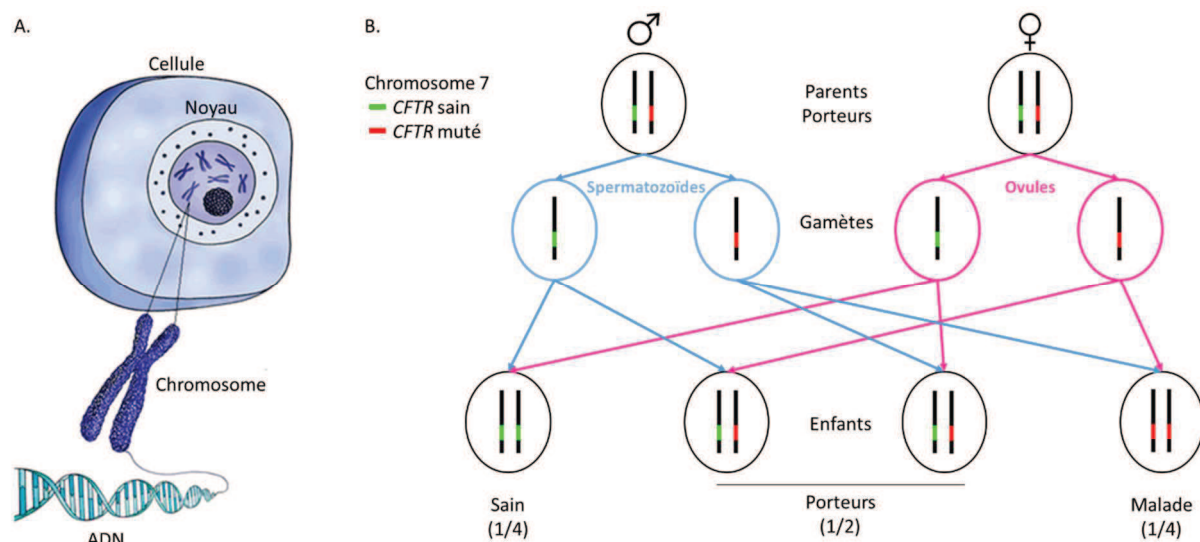 A.
Cellule
Noyau
Chromosome
ADN
B.
♂
♀
Chromosome 7
CFTR sain
CFTR muté
Parents
Porteurs
Spermatozoïdes
Ovules
Gamètes
Enfants
Sain
(1/4)
Porteurs
(1/2)
Malade
(1/4)